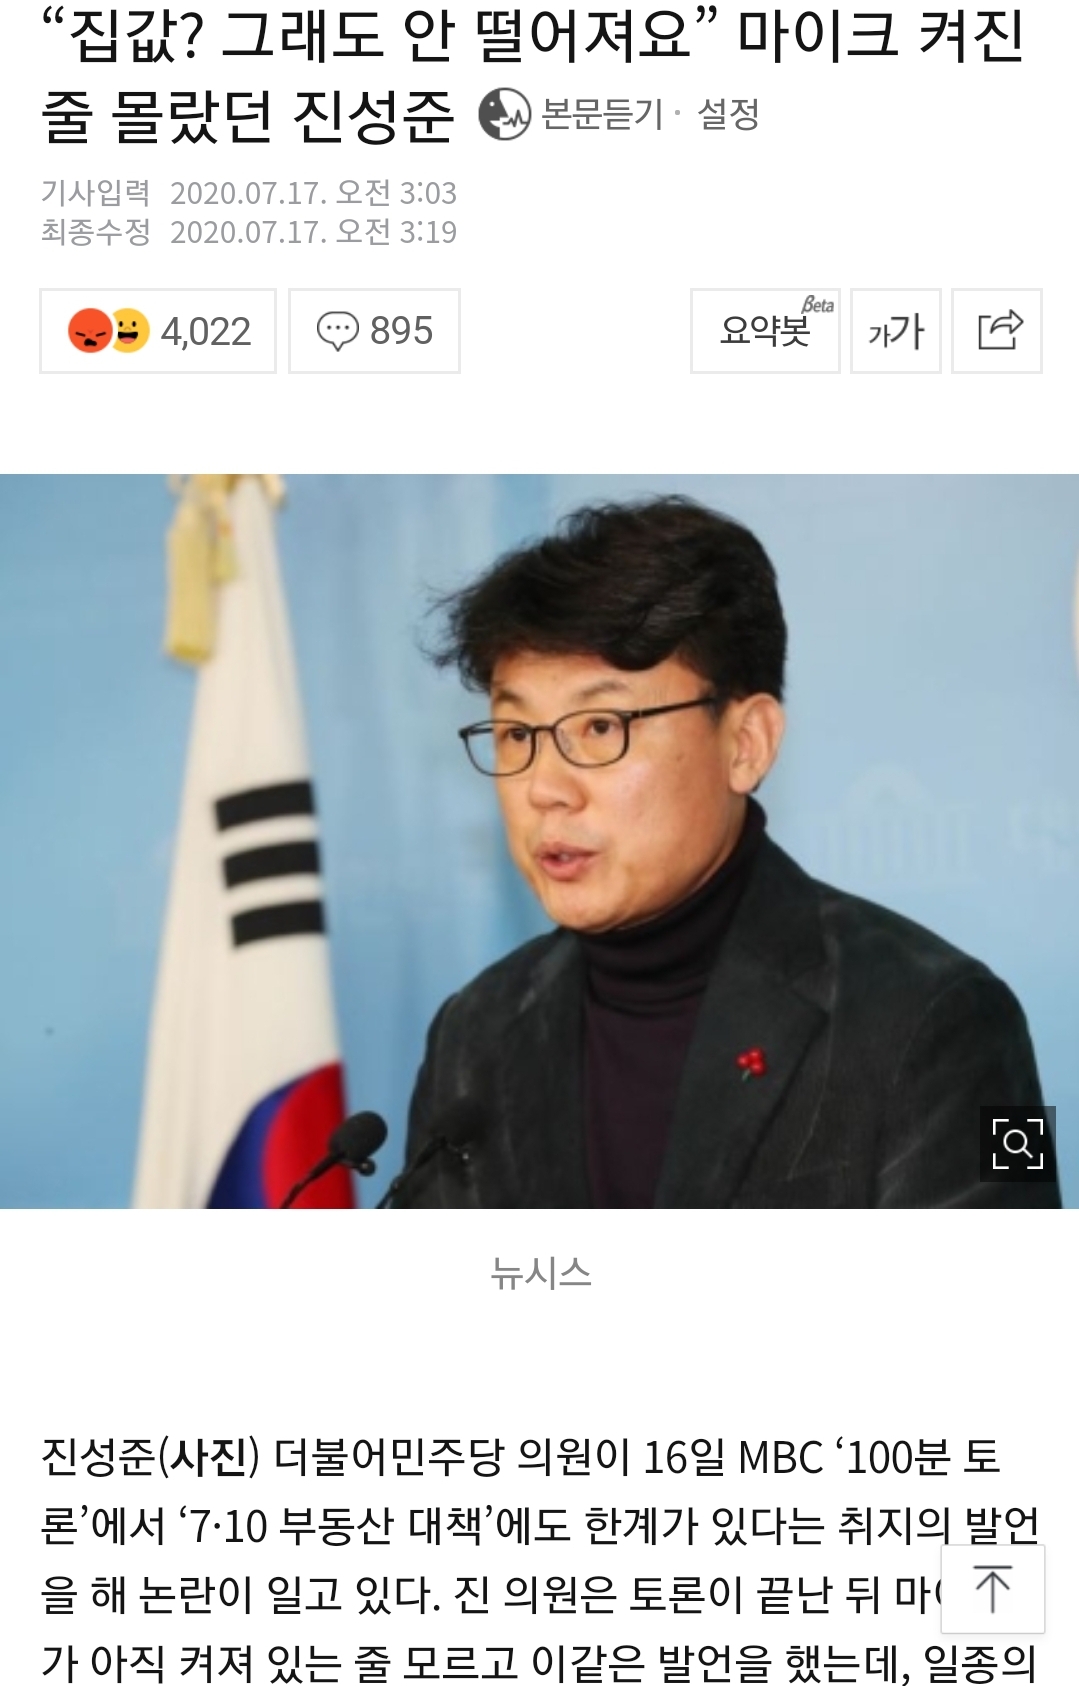 “집값? 그래도 안 떨어져요” 마이크 켜진
줄 몰랐던 진성준 본문듣기 · 설정
기사입력 2020.07.17. 오전 3:03
최종수정 2020.07.17. 오전 3:19
4,022 895 요약봇 Beta 가가
뉴시스
진성준(사진) 더불어민주당 의원이 16일 MBC ‘100분 토
론’에서 ‘7·10 부동산 대책’에도 한계가 있다는 취지의 발언
을 해 논란이 일고 있다. 진 의원은 토론이 끝난 뒤
가 아직 켜져 있는 줄 모르고 이같은 발언을 했는데, 일종의